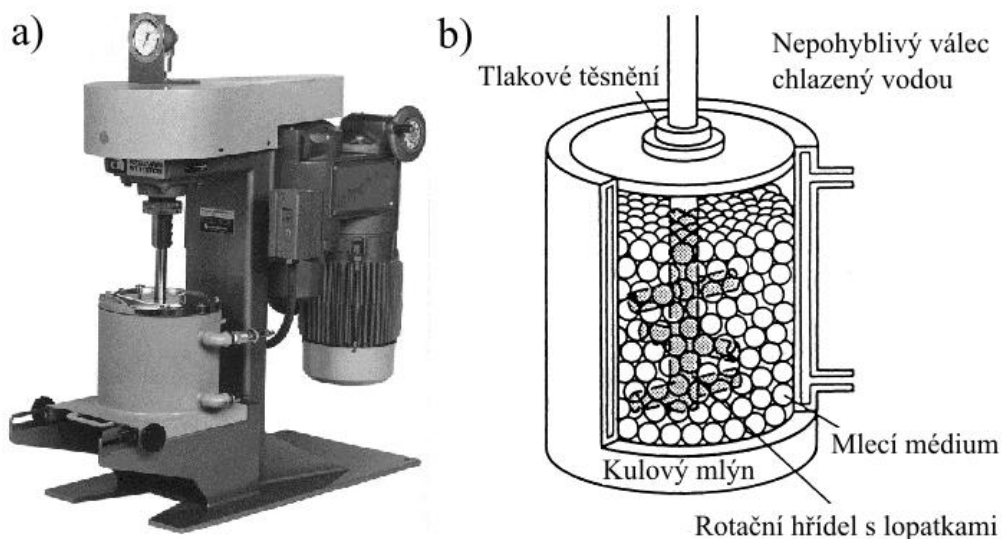 a)
b)
Nepohyblivý válec
chlazený vodou
Tlakové těsnění
Mlecí médium
Kulový mlýn
Rotační hřídel s lopatkami